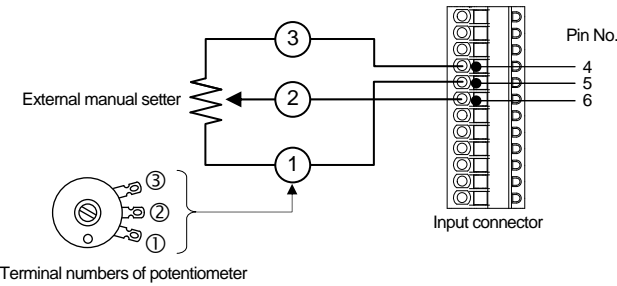 3
Pin No.
4
5
External manual setter
2
6
1
③
②
①
Input connector
Terminal numbers of potentiometer